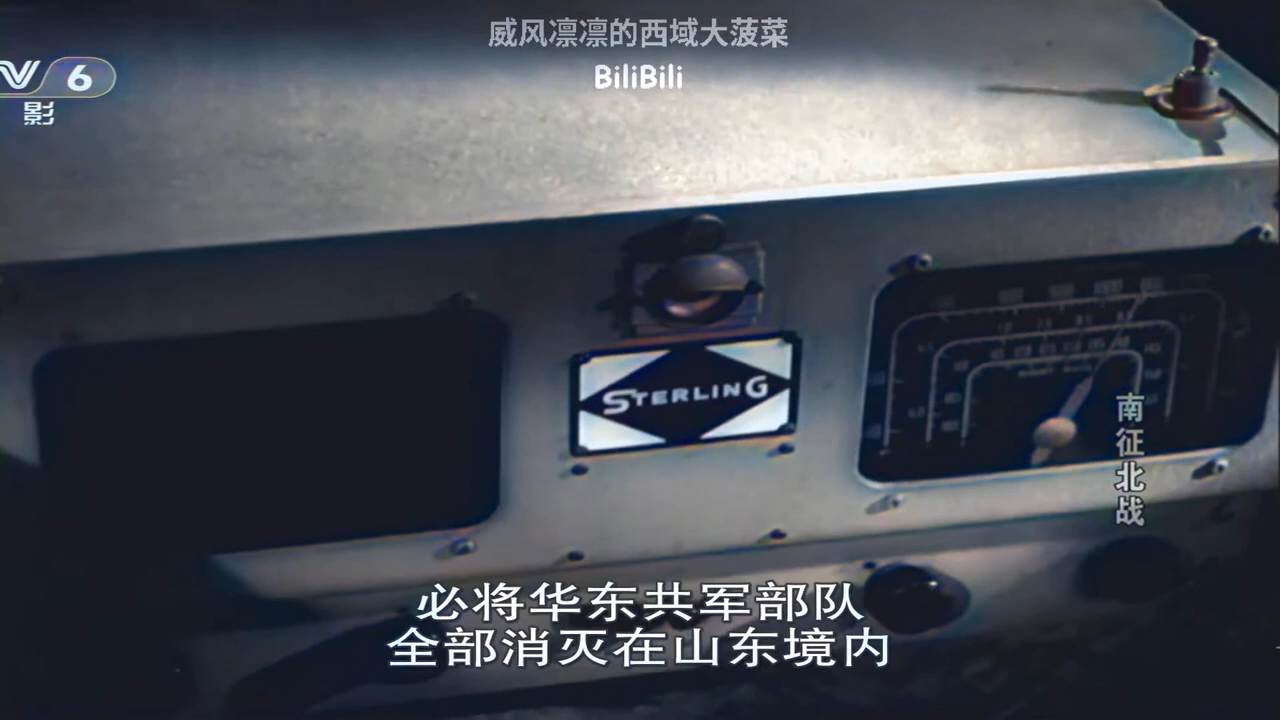 威风凛凛的西域大菠菜
BiliBili
V 6
影
STERLING
南征北战
必将华东共军部队
全部消灭在山东境内